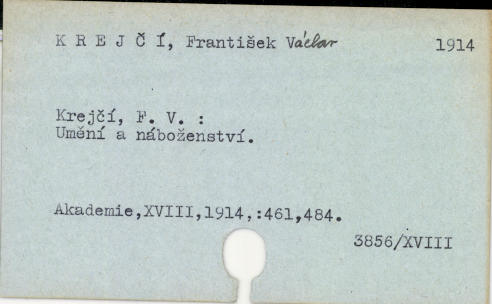 K R E J Č Í, František Václav 1914
Krejčí, F. V. :
Umění a náboženství.
Akademie,XVIII,1914,:461,484.
3856/XVIII